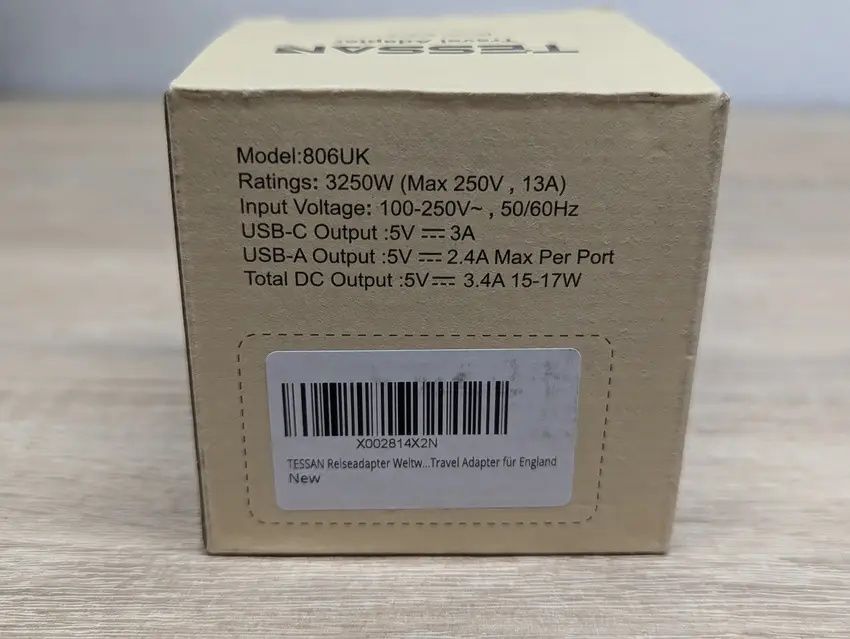 TESSAN
Travel Adapter
Model:806UK
Ratings: 3250W (Max 250V , 13A)
Input Voltage: 100-250V~ , 50/60Hz
USB-C Output :5V ⎓ 3A
USB-A Output :5V ⎓ 2.4A Max Per Port
Total DC Output :5V⎓ 3.4A 15-17W
X002814X2N
TESSAN Reiseadapter Weltw...Travel Adapter für England
New